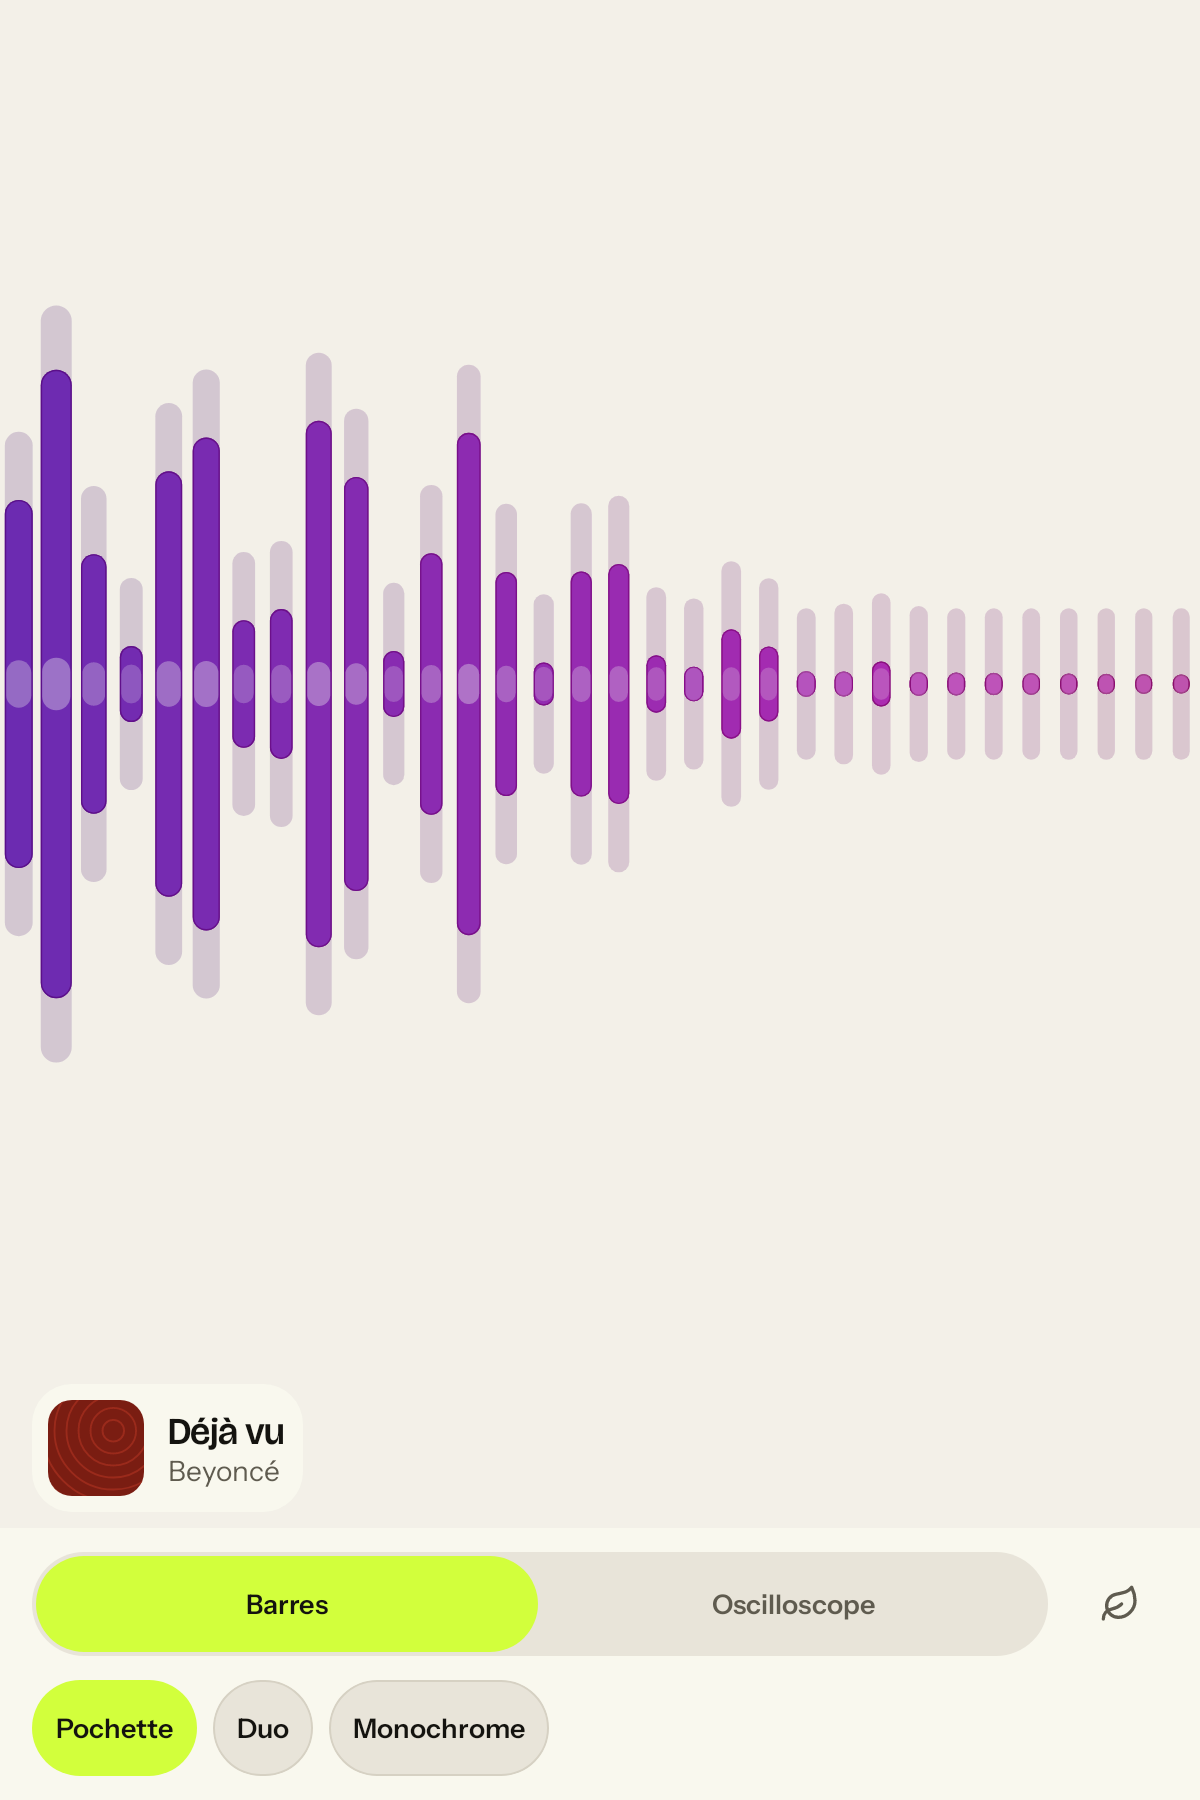 Déjà vu
Beyoncé
Barres
Oscilloscope
Pochette
Duo
Monochrome